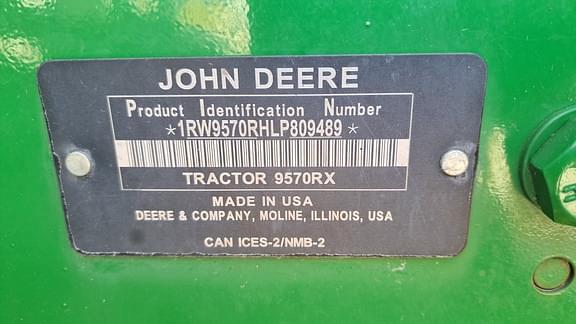 JOHN DEERE
Product Identification Number
*1RW9570RHLP809489*
TRACTOR 9570RX
MADE IN USA
DEERE & COMPANY, MOLINE, ILLINOIS, USA
CAN ICES-2/NMB-2